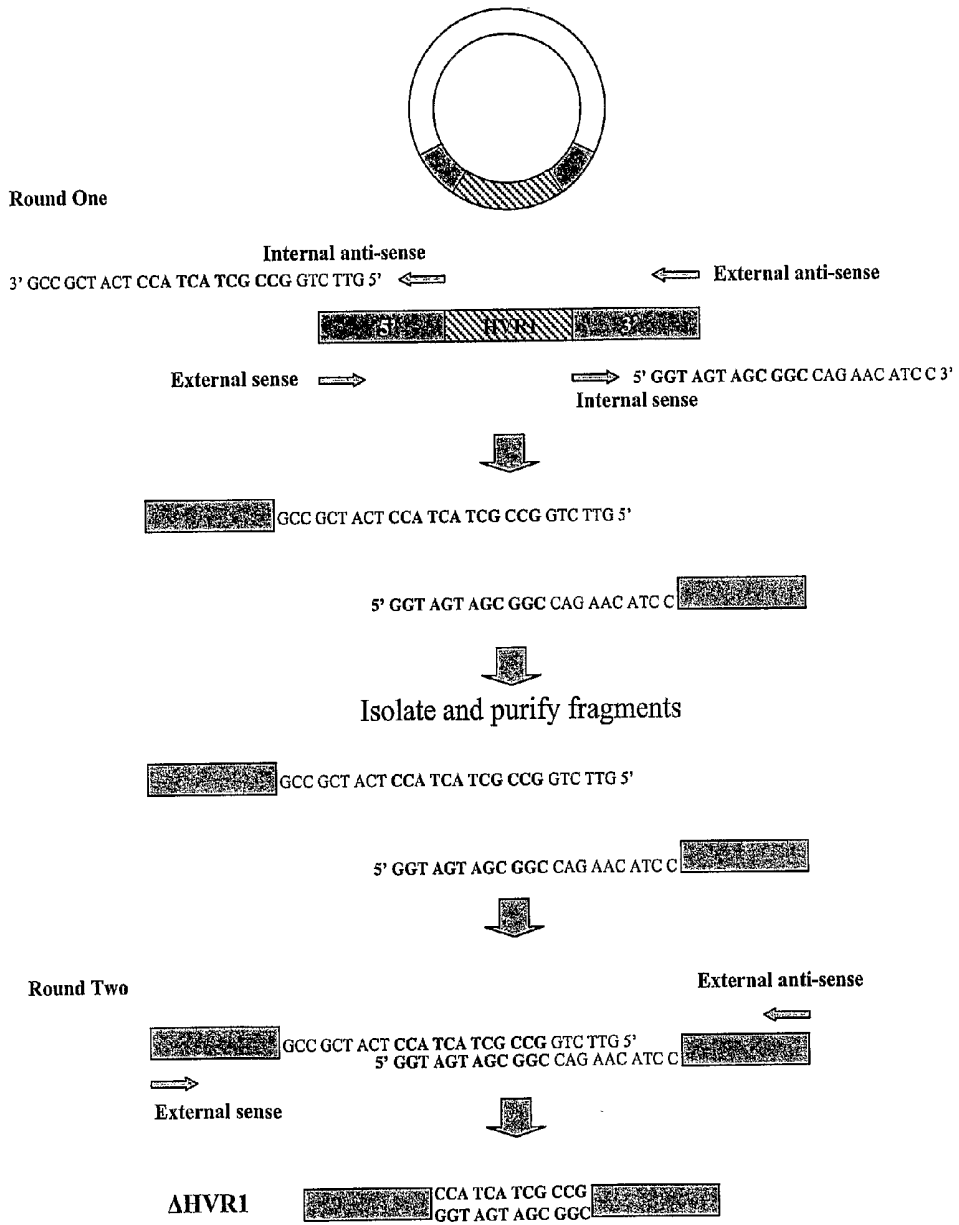 Round One
Internal anti-sense
3' GCC GCT ACT CCA TCA TCG CCG GTC TTG 5'
External anti-sense
5' HVR1 3'
External sense
5' GGT AGT AGC GGC CAG AAC ATC C 3'
Internal sense
GCC GCT ACT CCA TCA TCG CCG GTC TTG 5'
5' GGT AGT AGC GGC CAG AAC ATC C
Isolate and purify fragments
GCC GCT ACT CCA TCA TCG CCG GTC TTG 5'
5' GGT AGT AGC GGC CAG AAC ATC C
Round Two
External anti-sense
GCC GCT ACT CCA TCA TCG CCG GTC TTG 5'
5' GGT AGT AGC GGC CAG AAC ATC C
External sense
ΔHVR1
CCA TCA TCG CCG
GGT AGT AGC GGC